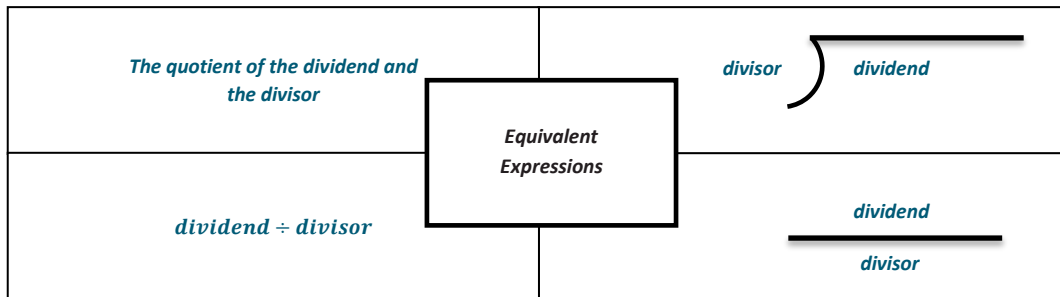 The quotient of the dividend and
the divisor
divisor dividend
Equivalent
Expressions
dividend ÷ divisor
dividend
divisor